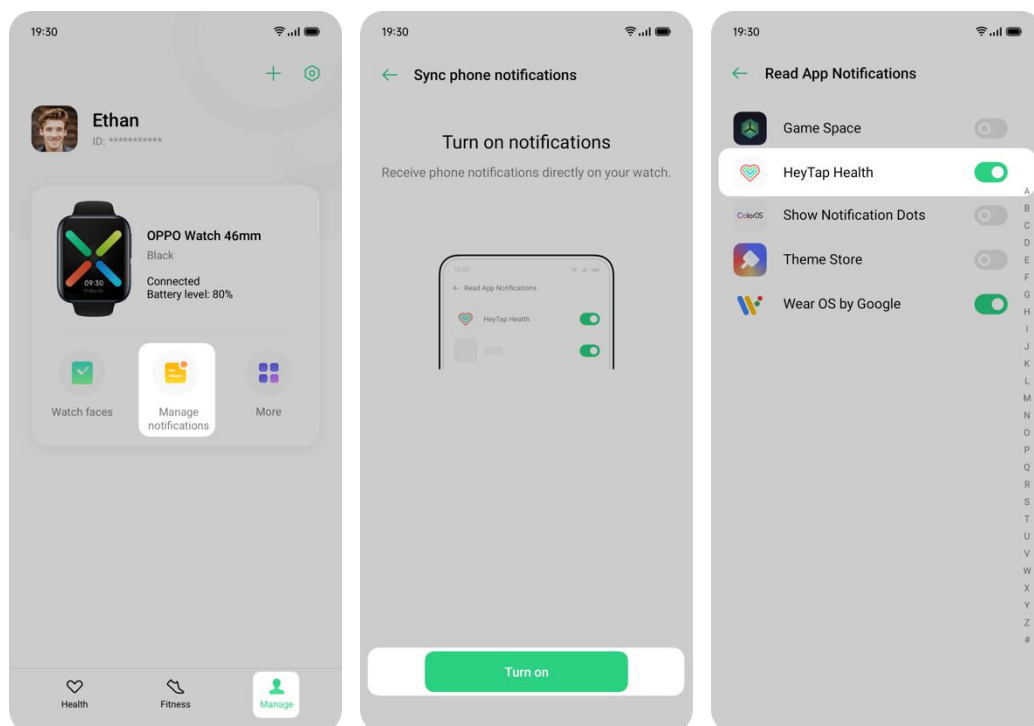 19:30
Ethan
ID: ***********
OPPO Watch 46mm
Black
Connected
Battery level: 80%
09:30
Watch faces
Manage
notifications
More
Health
Fitness
Manage
19:30
Sync phone notifications
Turn on notifications
Receive phone notifications directly on your watch.
Read App Notifications
HeyTap Health
Turn on
19:30
Read App Notifications
Game Space
HeyTap Health
ColorOS
Show Notification Dots
Theme Store
Wear OS by Google
A
B
C
D
E
F
G
H
I
J
K
L
M
N
O
P
Q
R
S
T
U
V
W
X
Y
Z
#